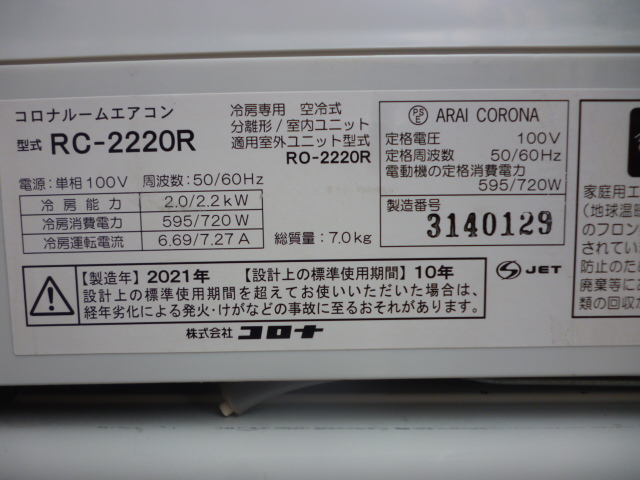 コロナルームエアコン
型式 RC-2220R
冷房専用 空冷式
分離形/室内ユニット
適用室外ユニット型式
RO-2220R
電源:単相100V 周波数:50/60Hz
冷房能力 2.0/2.2kW
冷房消費電力 595/720W
冷房運転電流 6.69/7.27A
総質量:7.0kg
PSE ARAI CORONA
定格電圧 100V
定格周波数 50/60Hz
電動機の定格消費電力
595/720W
製造番号
3140129
【製造年】2021年 【設計上の標準使用期間】10年
設計上の標準使用期間を超えてお使いいただいた場合は、
経年劣化による発火・けがなどの事故に至るおそれがあります。
S JET
株式会社 コロナ
家庭用エ
(地球温暖
のフロン
されてい
防止のため
廃棄等にあ
類の回収が